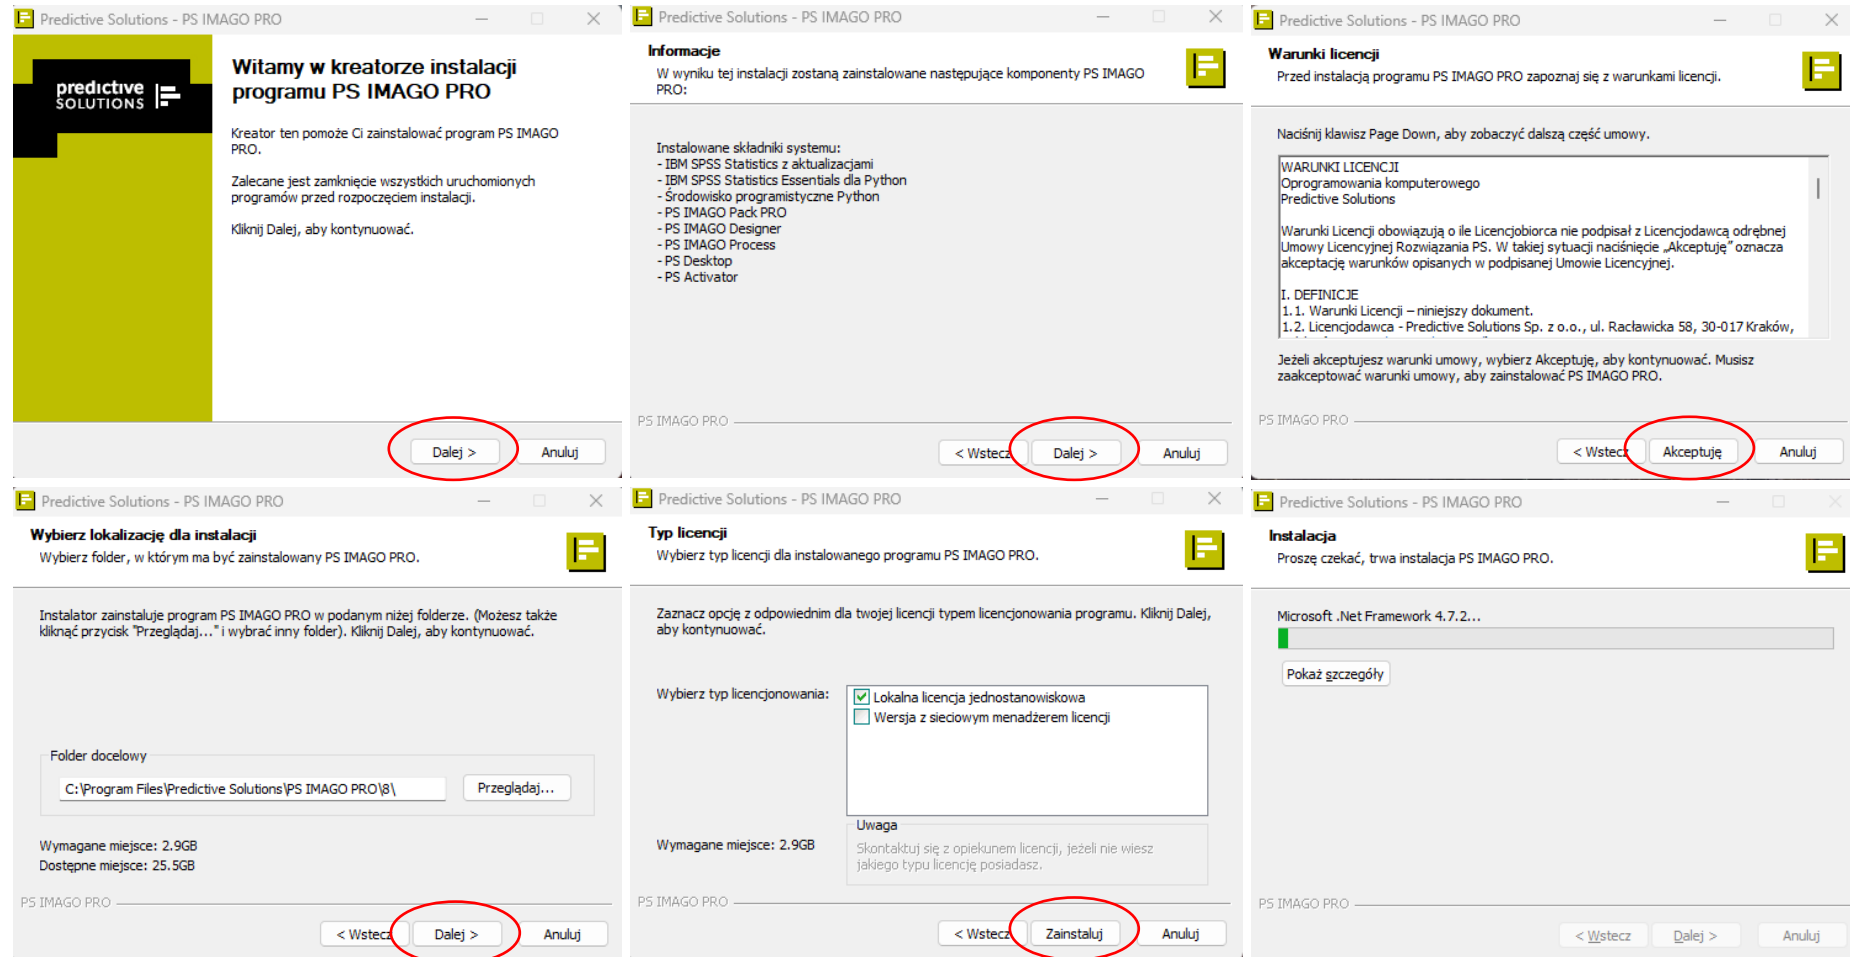 Predictive Solutions - PS IMAGO PRO
predictive
SOLUTIONS
Witamy w kreatorze instalacji
programu PS IMAGO PRO
Kreator ten pomoże Ci zainstalować program PS IMAGO
PRO.
Zalecane jest zamknięcie wszystkich uruchomionych
programów przed rozpoczęciem instalacji.
Kliknij Dalej, aby kontynuować.
Dalej >
Anuluj
Predictive Solutions - PS IMAGO PRO
Informacje
W wyniku tej instalacji zostaną zainstalowane następujące komponenty PS IMAGO
PRO:
Instalowane składniki systemu:
- IBM SPSS Statistics z aktualizacjami
- IBM SPSS Statistics Essentials dla Python
- Środowisko programistyczne Python
- PS IMAGO Pack PRO
- PS IMAGO Designer
- PS IMAGO Process
- PS Desktop
- PS Activator
PS IMAGO PRO
< Wstecz
Dalej >
Anuluj
Predictive Solutions - PS IMAGO PRO
Warunki licencji
Przed instalacją programu PS IMAGO PRO zapoznaj się z warunkami licencji.
Naciśnij klawisz Page Down, aby zobaczyć dalszą część umowy.
WARUNKI LICENCJI
Oprogramowania komputerowego
Predictive Solutions
Warunki Licencji obowiązują o ile Licencjobiorca nie podpisał z Licencjodawcą odrębnej
Umowy Licencyjnej Rozwiązania PS. W takiej sytuacji naciśnięcie „Akceptuję” oznacza
akceptację warunków opisanych w podpisanej Umowie Licencyjnej.
I. DEFINICJE
1.1. Warunki Licencji – niniejszy dokument.
1.2. Licencjodawca - Predictive Solutions Sp. z o.o., ul. Racławicka 58, 30-017 Kraków,
Jeżeli akceptujesz warunki umowy, wybierz Akceptuję, aby kontynuować. Musisz
zaakceptować warunki umowy, aby zainstalować PS IMAGO PRO.
PS IMAGO PRO
< Wstecz
Akceptuję
Anuluj
Predictive Solutions - PS IMAGO PRO
Wybierz lokalizację dla instalacji
Wybierz folder, w którym ma być zainstalowany PS IMAGO PRO.
Instalator zainstaluje program PS IMAGO PRO w podanym niżej folderze. (Możesz także
kliknąć przycisk "Przeglądaj..." i wybrać inny folder). Kliknij Dalej, aby kontynuować.
Folder docelowy
C:\Program Files\Predictive Solutions\PS IMAGO PRO\8\
Przeglądaj...
Wymagane miejsce: 2.9GB
Dostępne miejsce: 25.5GB
PS IMAGO PRO
< Wstecz
Dalej >
Anuluj
Predictive Solutions - PS IMAGO PRO
Typ licencji
Wybierz typ licencji dla instalowanego programu PS IMAGO PRO.
Zaznacz opcję z odpowiednim dla twojej licencji typem licencjonowania programu. Kliknij Dalej,
aby kontynuować.
Wybierz typ licencjonowania:
Lokalna licencja jednostanowiskowa
Wersja z sieciowym menadżerem licencji
Wymagane miejsce: 2.9GB
Uwaga
Skontaktuj się z opiekunem licencji, jeżeli nie wiesz
jakiego typu licencję posiadasz.
PS IMAGO PRO
< Wstecz
Zainstaluj
Anuluj
Predictive Solutions - PS IMAGO PRO
Instalacja
Proszę czekać, trwa instalacja PS IMAGO PRO.
Microsoft .Net Framework 4.7.2...
Pokaż szczegóły
PS IMAGO PRO
< Wstecz
Dalej >
Anuluj